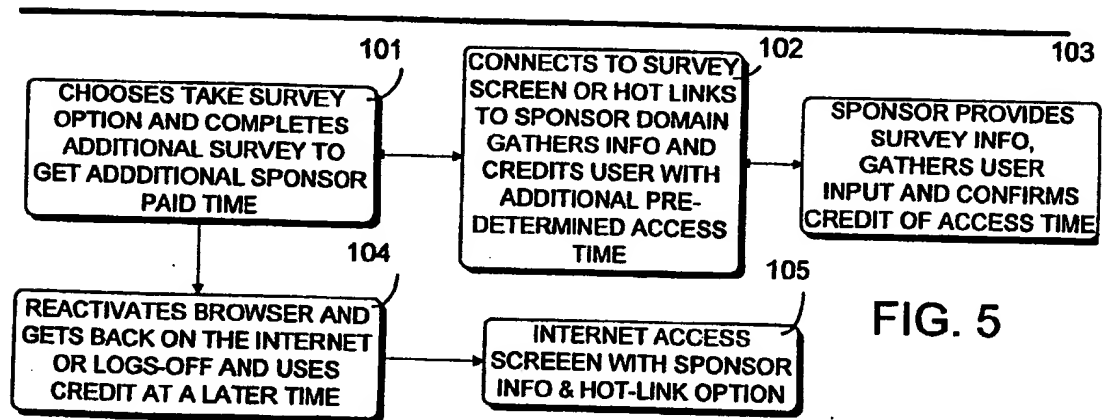 101
CHOOSES TAKE SURVEY
OPTION AND COMPLETES
ADDITIONAL SURVEY TO
GET ADDDITIONAL SPONSOR
PAID TIME
102
CONNECTS TO SURVEY
SCREEN OR HOT LINKS
TO SPONSOR DOMAIN
GATHERS INFO AND
CREDITS USER WITH
ADDITIONAL PRE-
DETERMINED ACCESS
TIME
103
SPONSOR PROVIDES
SURVEY INFO,
GATHERS USER
INPUT AND CONFIRMS
CREDIT OF ACCESS TIME
104
REACTIVATES BROWSER AND
GETS BACK ON THE INTERNET
OR LOGS-OFF AND USES
CREDIT AT A LATER TIME
105
INTERNET ACCESS
SCREEEN WITH SPONSOR
INFO & HOT-LINK OPTION
FIG. 5